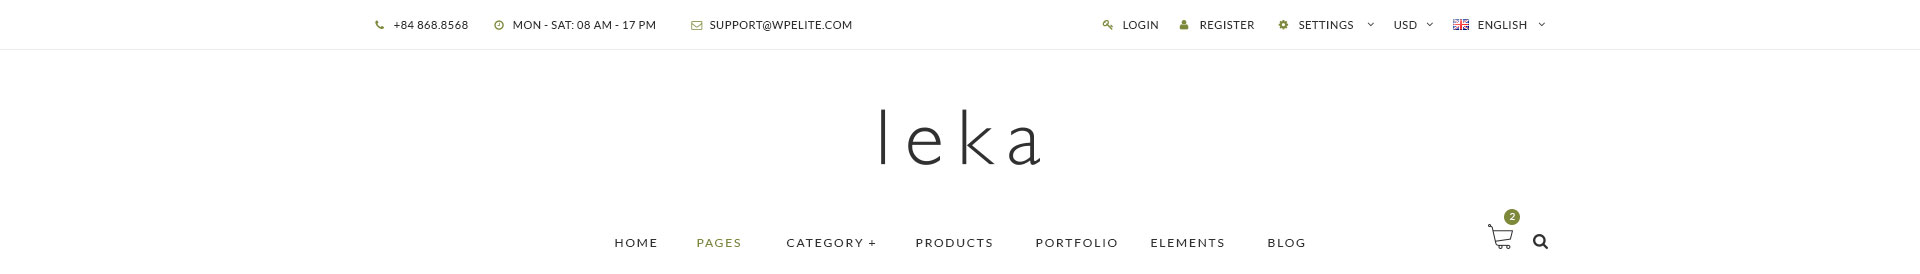 +84 868.8568 MON - SAT: 08 AM - 17 PM SUPPORT@WPELITE.COM LOGIN REGISTER SETTINGS USD ENGLISH
leka
2
HOME PAGES CATEGORY + PRODUCTS PORTFOLIO ELEMENTS BLOG